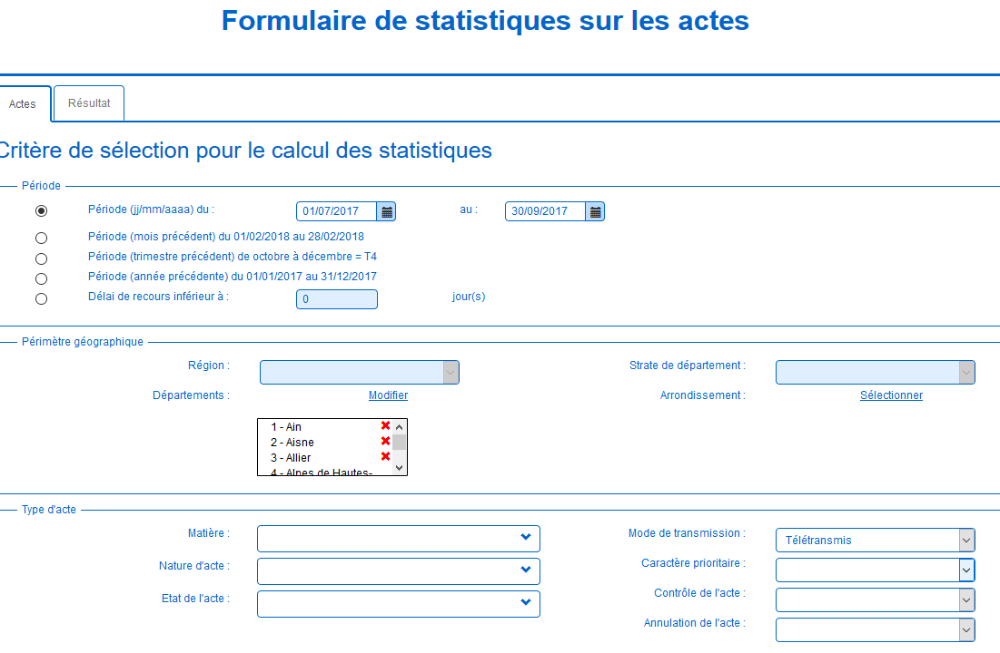 Formulaire de statistiques sur les actes
Actes Résultat
Critère de sélection pour le calcul des statistiques
Période
Période (jj/mm/aaaa) du : 01/07/2017 au : 30/09/2017
Période (mois précédent) du 01/02/2018 au 28/02/2018
Période (trimestre précédent) de octobre à décembre = T4
Période (année précédente) du 01/01/2017 au 31/12/2017
Délai de recours inférieur à : 0 jour(s)
Périmètre géographique
Région : Strate de département :
Départements : Modifier Arrondissement : Sélectionner
1 - Ain
2 - Aisne
3 - Allier
4 - Alpes de Hautes-
Type d'acte
Matière : Mode de transmission : Télétransmis
Nature d'acte : Caractère prioritaire :
Etat de l'acte : Contrôle de l'acte :
Annulation de l'acte :